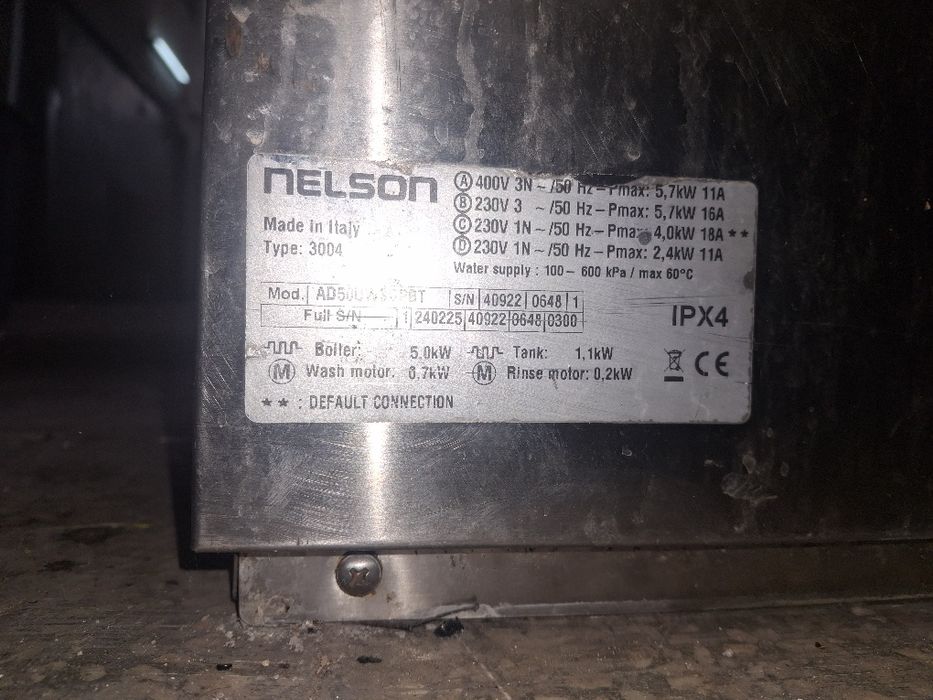 nelson
Ⓐ 400V 3N ~ /50 Hz – Pmax: 5,7kW 11A
Ⓑ 230V 3 ~ /50 Hz – Pmax: 5,7kW 16A
Ⓒ 230V 1N ~ /50 Hz – Pmax: 4,0kW 18A ★★
Ⓓ 230V 1N ~ /50 Hz – Pmax: 2,4kW 11A
Made in Italy
Type: 3004
Water supply : 100 – 600 kPa / max 60°C
Mod. S/N 40922 0648 1
Full S/N 1 240225 40922 0648 0300
IPX4
Boiler: 5.0kW Tank: 1,1kW
M Wash motor: 0,7kW M Rinse motor: 0,2kW
CE
★ ★ : DEFAULT CONNECTION